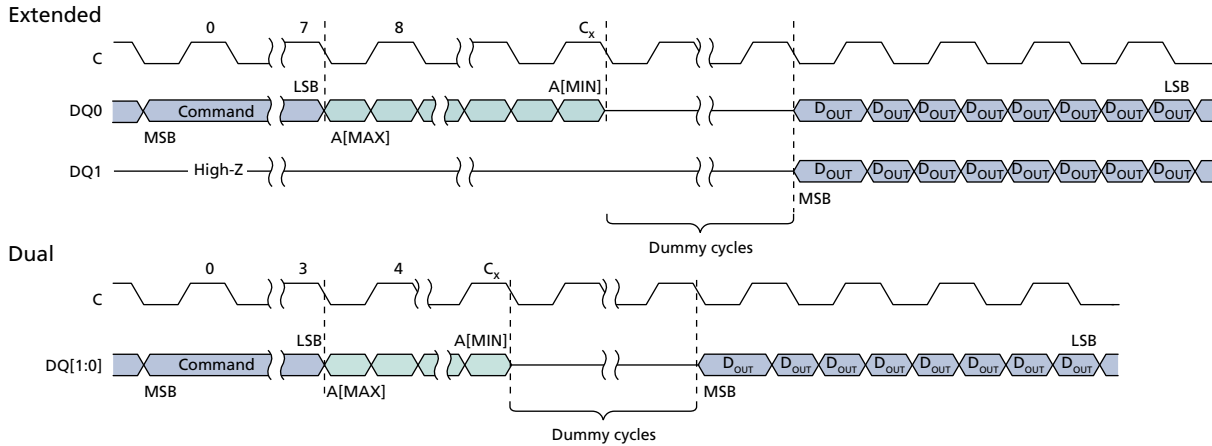 Extended
0 7 8 Cx
C
LSB A[MIN] LSB
DQ0 Command DOUT DOUT DOUT DOUT DOUT DOUT DOUT DOUT
MSB A[MAX]
DQ1 High-Z DOUT DOUT DOUT DOUT DOUT DOUT DOUT DOUT
MSB
Dummy cycles
Dual
0 3 4 Cx
C
LSB A[MIN] LSB
DQ[1:0] Command DOUT DOUT DOUT DOUT DOUT DOUT DOUT DOUT
MSB A[MAX] MSB
Dummy cycles